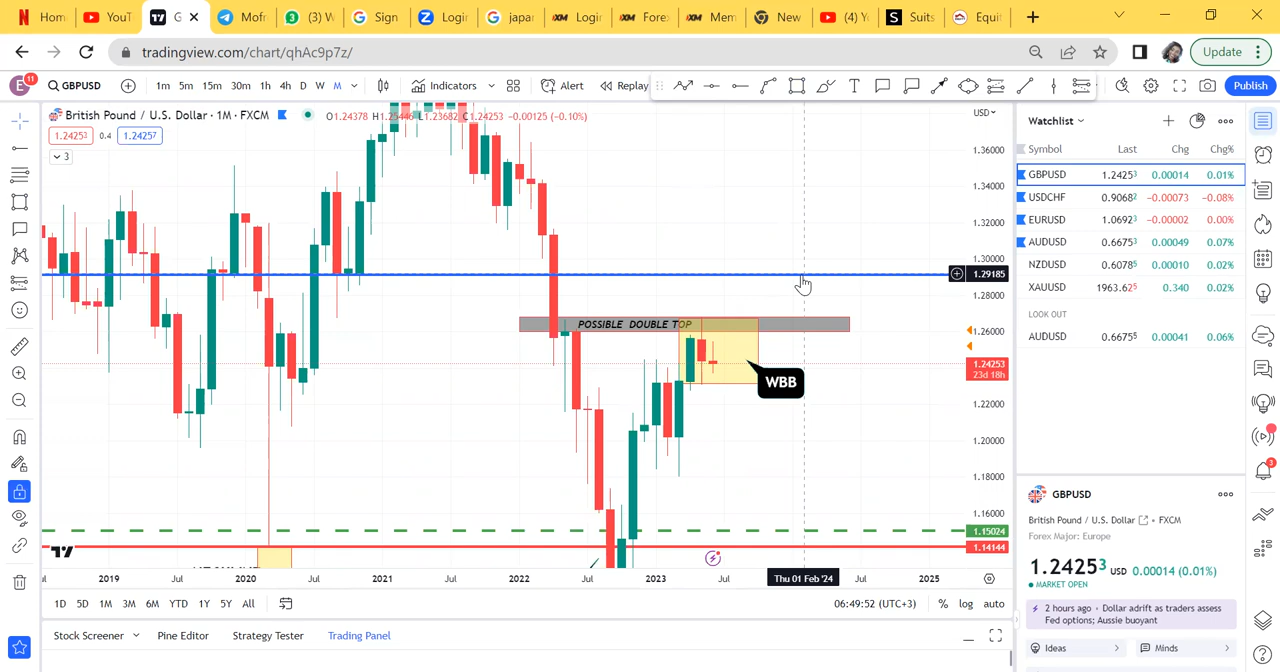 Hom
YouT
G
Mofr
(3) W
Sign
Login
japar
Login
Fore
Mem
New
(4) Y
Suits
Equit
tradingview.com/chart/qhAc9p7z/
Update
E 11 GBPUSD 1m 5m 15m 30m 1h 4h D W M Indicators Alert Replay Publish
British Pound / U.S. Dollar · 1M · FXCM O1.24378 H1.25446 L1.23682 C1.24253 −0.00125 (−0.10%)
1.24253 0.4 1.24257
3
USD
1.36000
1.34000
1.32000
1.30000
1.29185
1.28000
POSSIBLE DOUBLE TOP
1.26000
1.24253
23d 18h
WBB
1.22000
1.20000
1.18000
1.16000
1.15024
1.14144
2019 Jul 2020 Jul 2021 Jul 2022 Jul 2023 Jul Thu 01 Feb '24 Jul 2025
1D 5D 1M 3M 6M YTD 1Y 5Y All 06:49:52 (UTC+3) % log auto
Stock Screener Pine Editor Strategy Tester Trading Panel
Watchlist
Symbol Last Chg Chg%
GBPUSD 1.24253 0.00014 0.01%
USDCHF 0.90682 −0.00073 −0.08%
EURUSD 1.06923 −0.00002 0.00%
AUDUSD 0.66753 0.00049 0.07%
NZDUSD 0.60785 0.00010 0.02%
XAUUSD 1963.625 0.340 0.02%
LOOK OUT
AUDUSD 0.66755 0.00041 0.06%
GBPUSD
British Pound / U.S. Dollar • FXCM
Forex Major: Europe
1.24253 USD 0.00014 (0.01%)
MARKET OPEN
2 hours ago • Dollar adrift as traders assess
Fed options; Aussie buoyant
Ideas
Minds
3